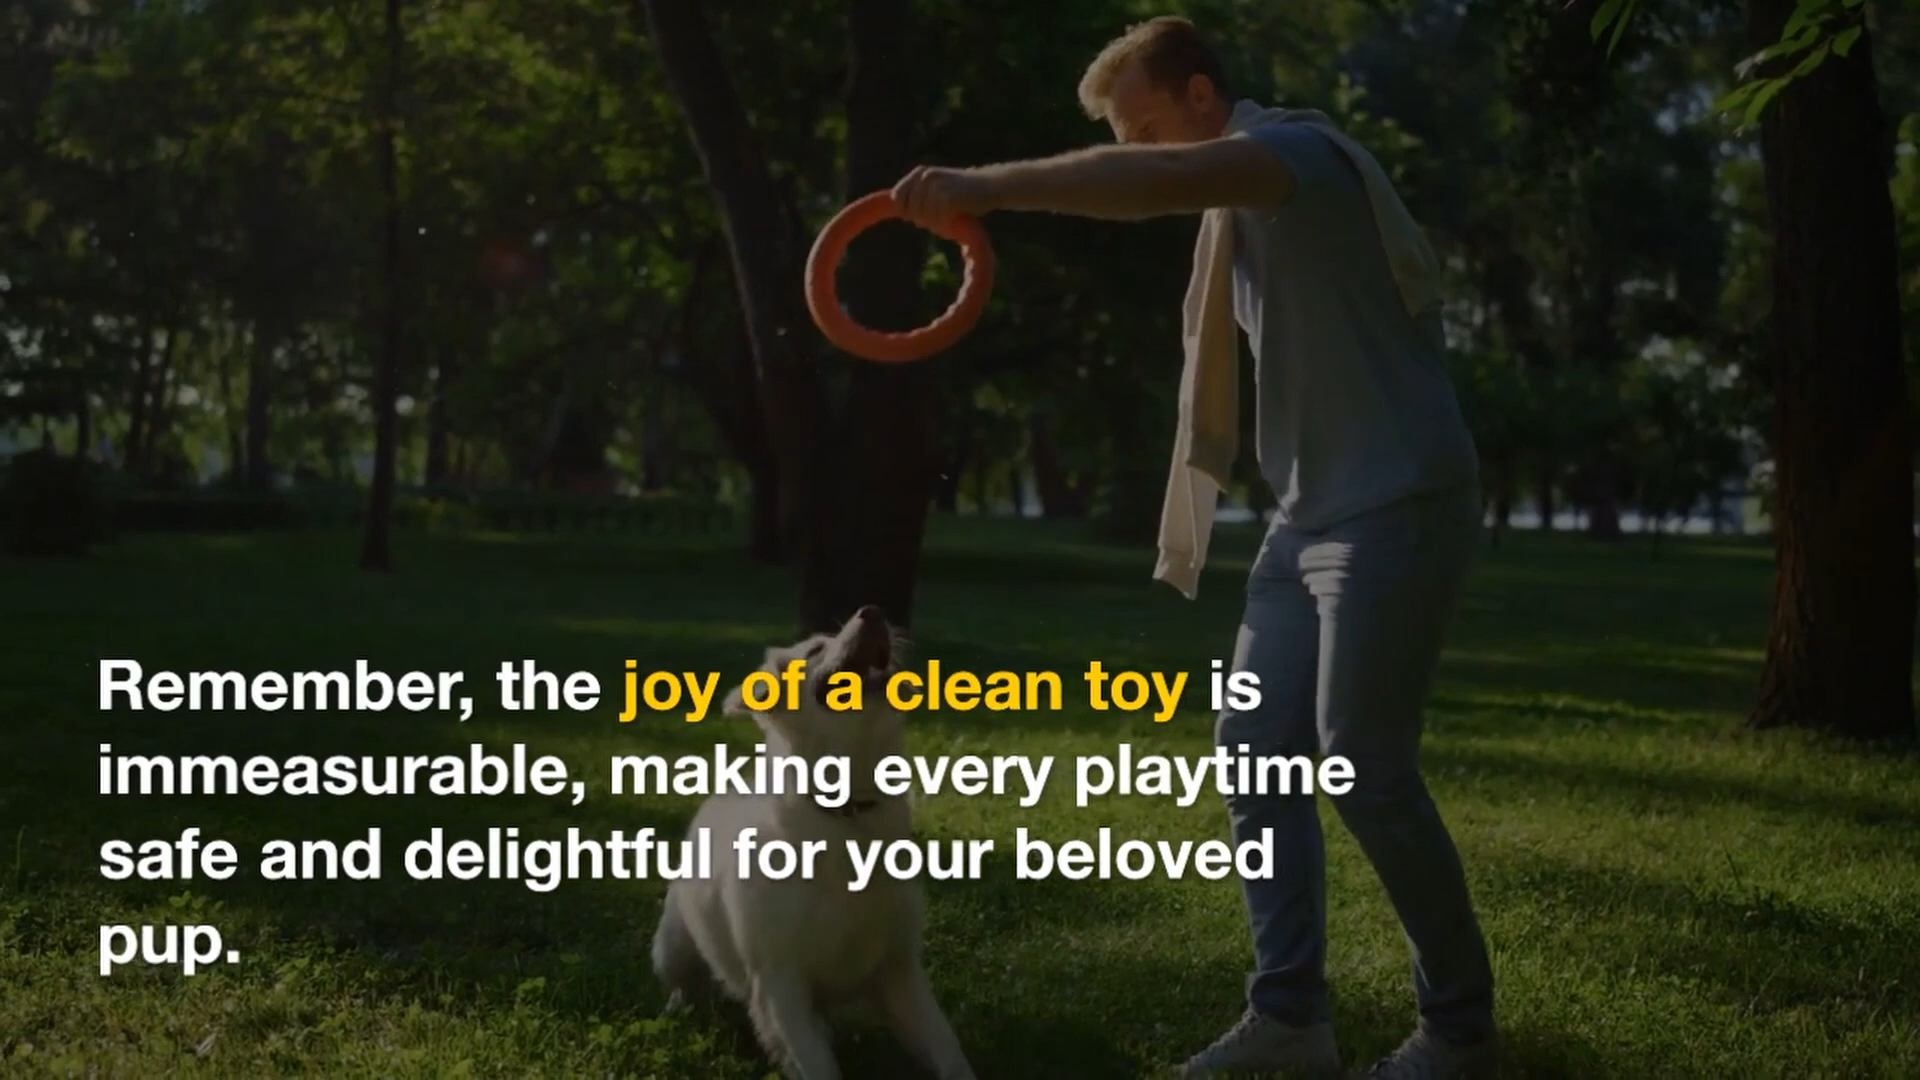 Remember, the joy of a clean toy is
immeasurable, making every playtime
safe and delightful for your beloved
pup.